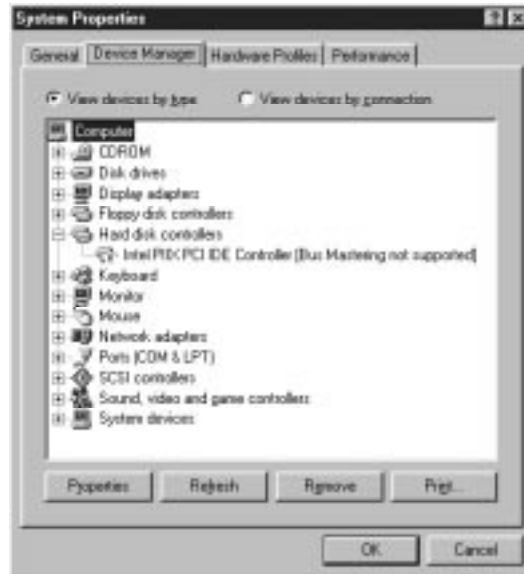 System Properties
General Device Manager Hardware Profiles Performance
View devices by type View devices by connection
Computer
CDROM
Disk drives
Display adapters
Floppy disk controllers
Hard disk controllers
Intel PIIX PCI IDE Controller (Bus Mastering not supported)
Keyboard
Monitor
Mouse
Network adapters
Ports (COM & LPT)
SCSI controllers
Sound, video and game controllers
System devices
Properties Refresh Remove Print...
OK Cancel